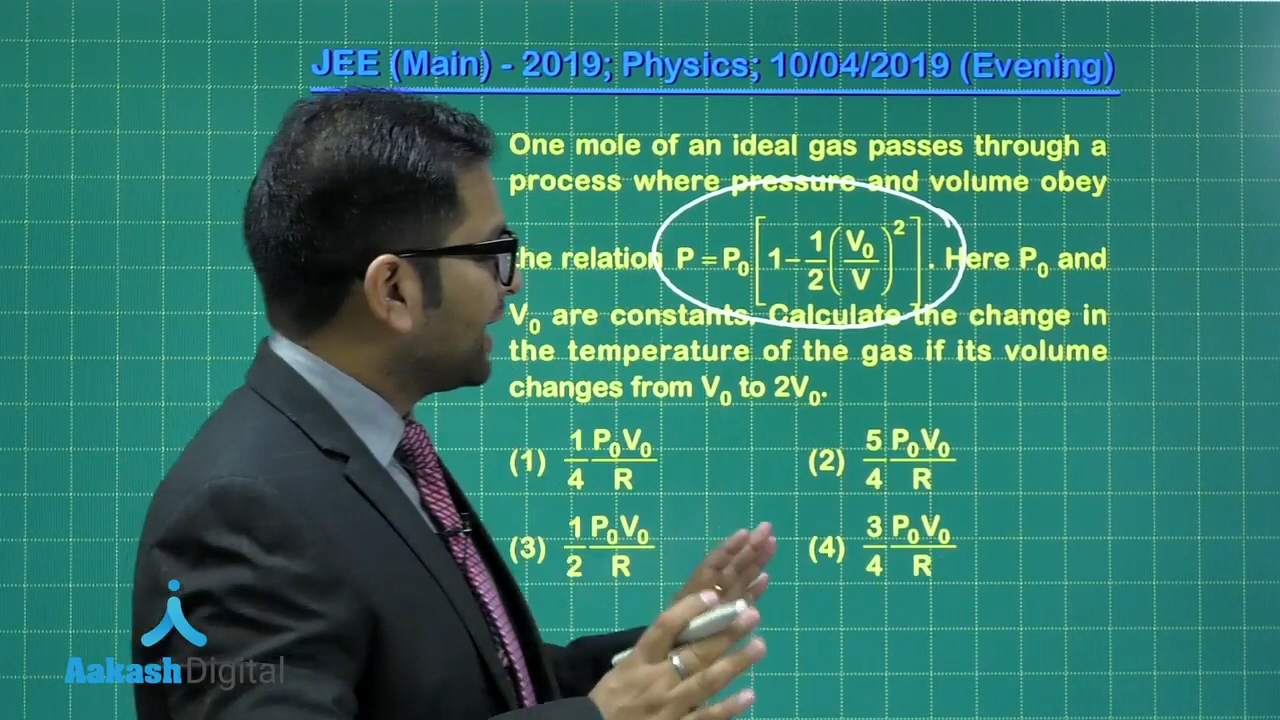 JEE (Main) - 2019; Physics; 10/04/2019 (Evening)
One mole of an ideal gas passes through a
process where pressure and volume obey
the relation P = P₀[1 − 1/2(V₀/V)²]. Here P₀ and
V₀ are constants. Calculate the change in
the temperature of the gas if its volume
changes from V₀ to 2V₀.
(1) 1/4 P₀V₀/R (2) 5/4 P₀V₀/R
(3) 1/2 P₀V₀/R (4) 3/4 P₀V₀/R
Aakash Digital